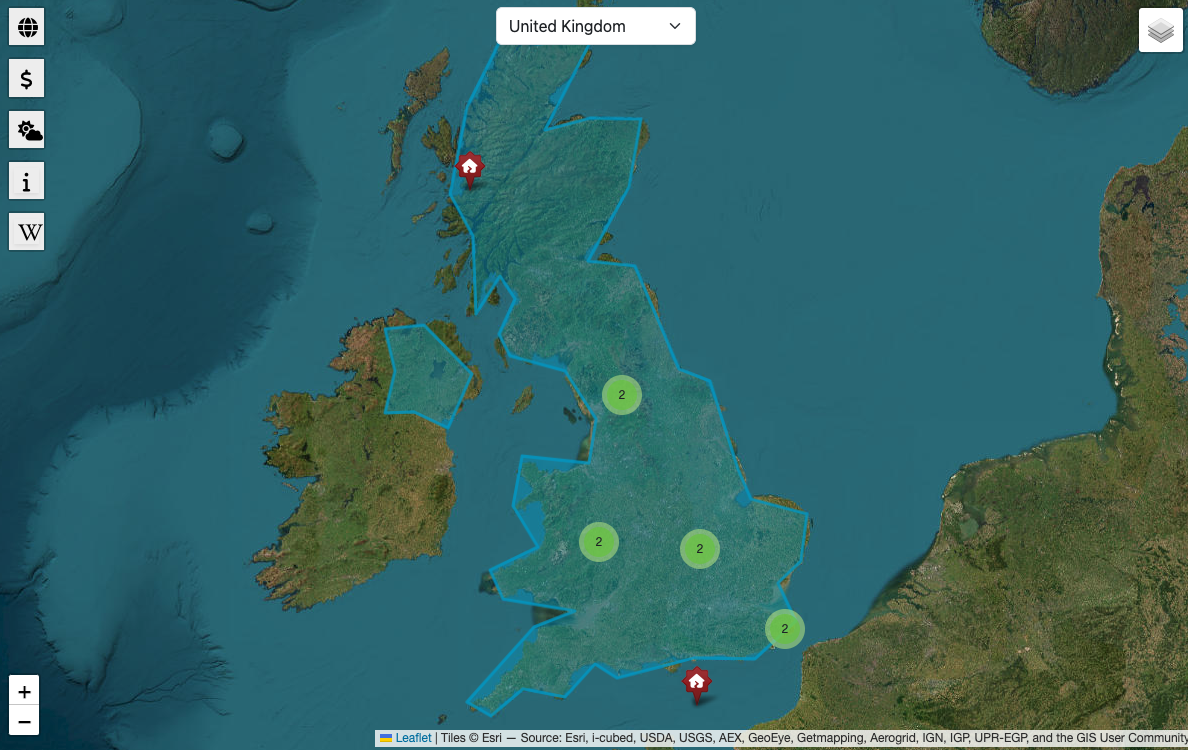 United Kingdom
$
i
W
2
2
2
2
+
−
Leaflet | Tiles © Esri — Source: Esri, i-cubed, USDA, USGS, AEX, GeoEye, Getmapping, Aerogrid, IGN, IGP, UPR-EGP, and the GIS User Community